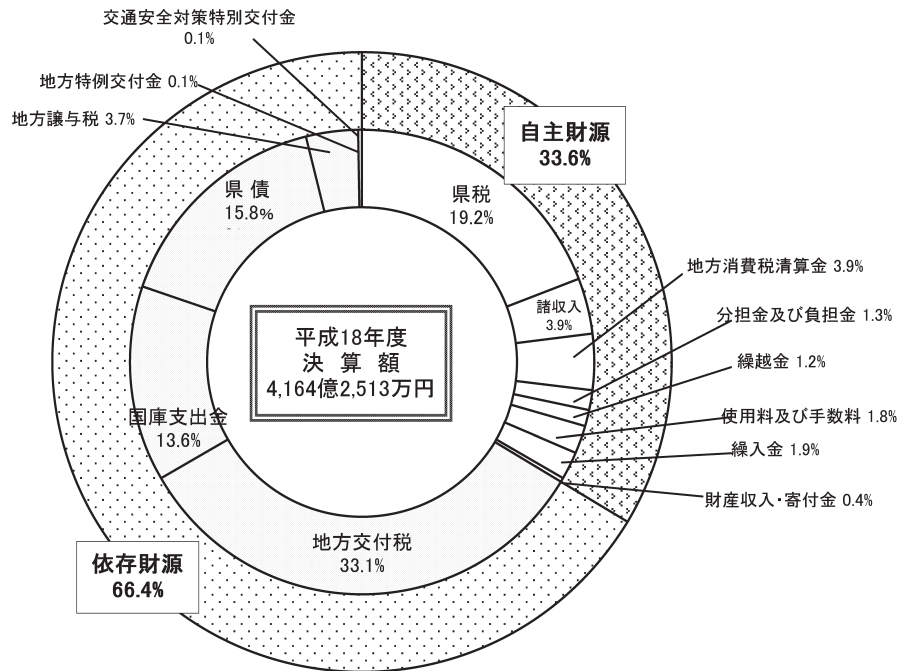 交通安全対策特別交付金
0.1%
地方特例交付金 0.1%
地方譲与税 3.7%
自主財源
33.6%
県税
19.2%
県 債
15.8%
地方消費税清算金 3.9%
諸収入
3.9%
分担金及び負担金 1.3%
平成18年度
決 算 額
4,164億2,513万円
繰越金 1.2%
使用料及び手数料 1.8%
国庫支出金
13.6%
繰入金 1.9%
財産収入・寄付金 0.4%
地方交付税
33.1%
依存財源
66.4%